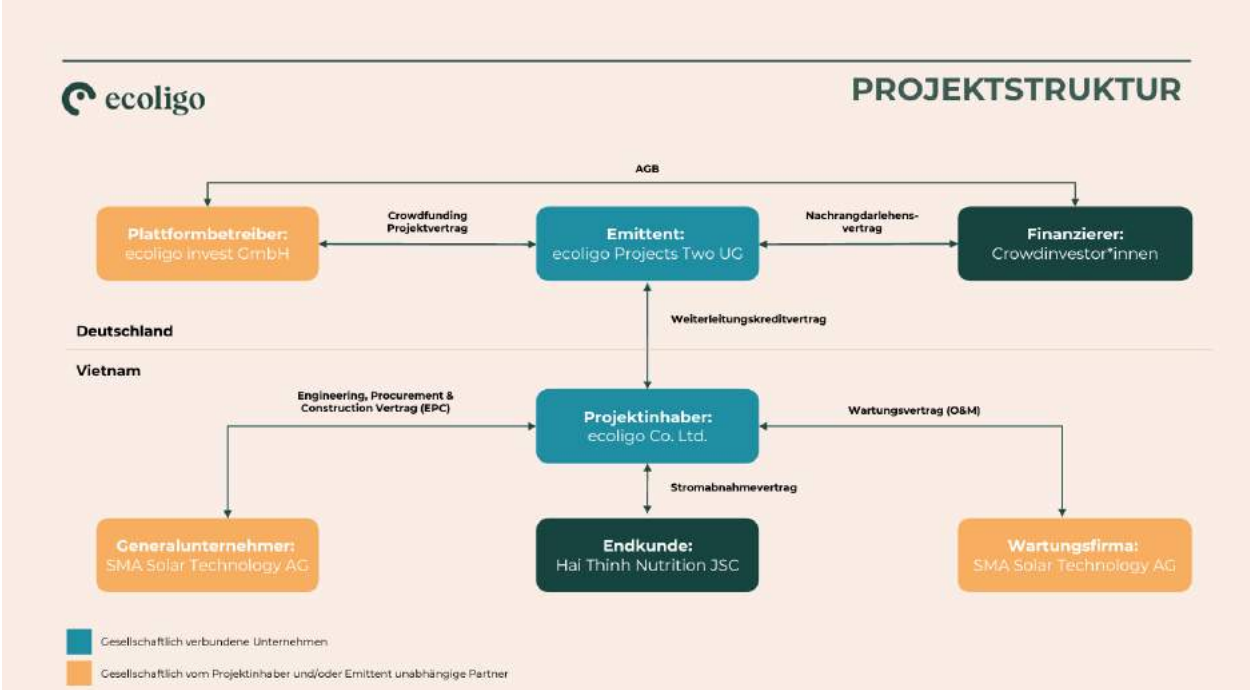 ecoligo
PROJEKTSTRUKTUR
AGB
Crowdfunding
Projektvertrag
Nachrangdarlehens-
vertrag
Plattformbetreiber:
ecoligo invest GmbH
Emittent:
ecoligo Projects Two UG
Finanzierer:
Crowdinvestor*innen
Weiterleitungskreditvertrag
Deutschland
Vietnam
Engineering, Procurement &
Construction Vertrag (EPC)
Projektinhaber:
ecoligo Co. Ltd.
Wartungsvertrag (O&M)
Stromabnahmevertrag
Generalunternehmer:
SMA Solar Technology AG
Endkunde:
Hai Thinh Nutrition JSC
Wartungsfirma:
SMA Solar Technology AG
Gesellschaftlich verbundene Unternehmen
Gesellschaftlich vom Projektinhaber und/oder Emittent unabhängige Partner